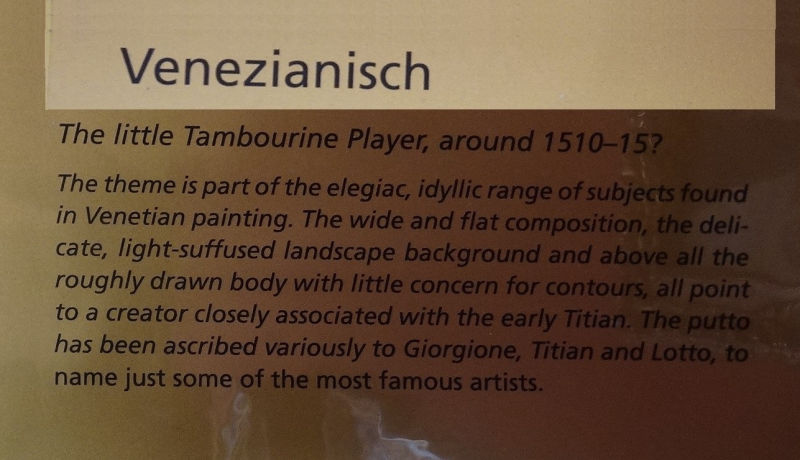 Venezianisch
The little Tambourine Player, around 1510–15?
The theme is part of the elegiac, idyllic range of subjects found
in Venetian painting. The wide and flat composition, the deli-
cate, light-suffused landscape background and above all the
roughly drawn body with little concern for contours, all point
to a creator closely associated with the early Titian. The putto
has been ascribed variously to Giorgione, Titian and Lotto, to
name just some of the most famous artists.